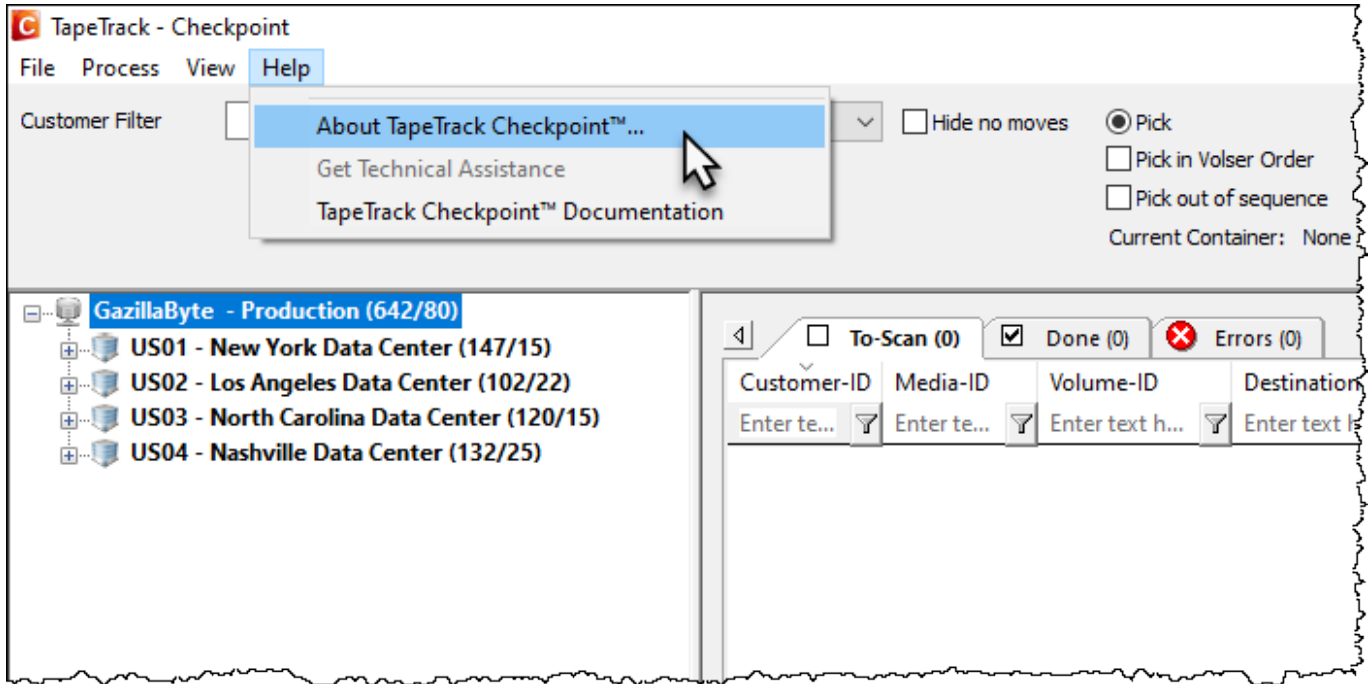 TapeTrack - Checkpoint
File Process View Help
Customer Filter
About TapeTrack Checkpoint™...
Get Technical Assistance
TapeTrack Checkpoint™ Documentation
Hide no moves
Pick
Pick in Volser Order
Pick out of sequence
Current Container: None
GazillaByte - Production (642/80)
US01 - New York Data Center (147/15)
US02 - Los Angeles Data Center (102/22)
US03 - North Carolina Data Center (120/15)
US04 - Nashville Data Center (132/25)
To-Scan (0) Done (0) Errors (0)
Customer-ID Media-ID Volume-ID Destination
Enter te... Enter te... Enter text h... Enter text h